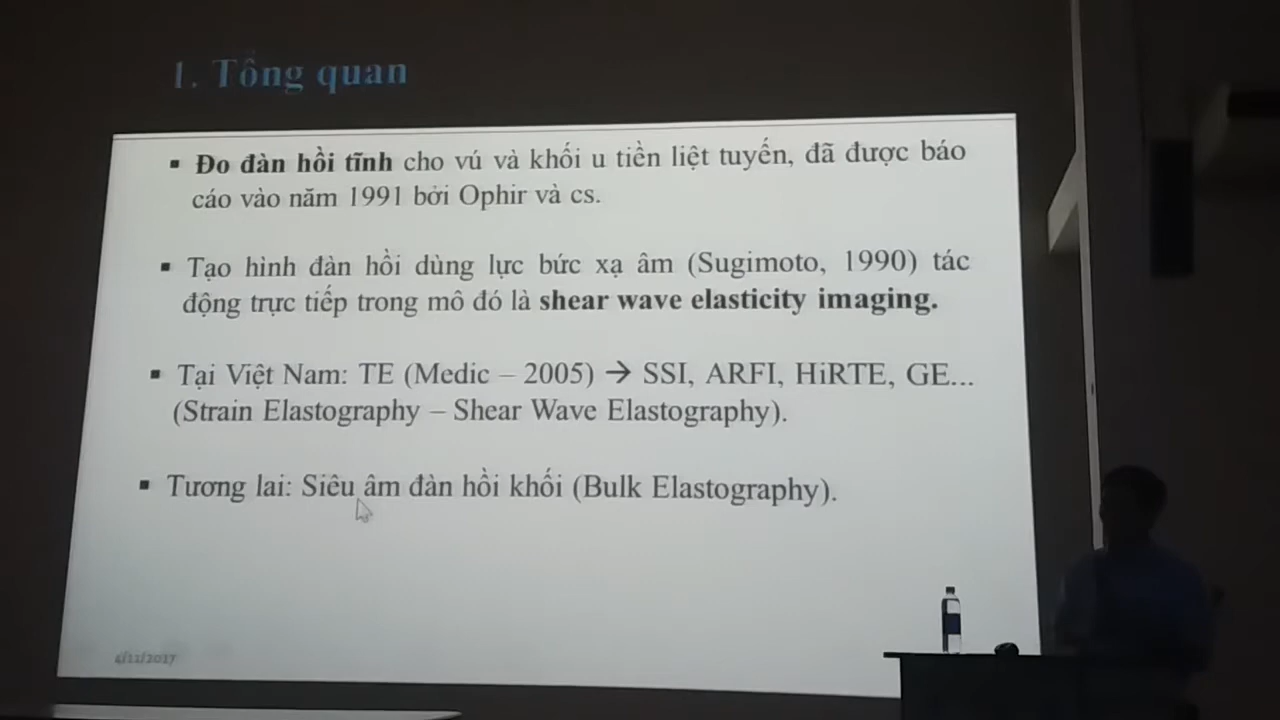 1. Tổng quan
▪ Đo đàn hồi tĩnh cho vú và khối u tiền liệt tuyến, đã được báo
cáo vào năm 1991 bởi Ophir và cs.
▪ Tạo hình đàn hồi dùng lực bức xạ âm (Sugimoto, 1990) tác
động trực tiếp trong mô đó là shear wave elasticity imaging.
▪ Tại Việt Nam: TE (Medic – 2005) → SSI, ARFI, HiRTE, GE...
(Strain Elastography – Shear Wave Elastography).
▪ Tương lai: Siêu âm đàn hồi khối (Bulk Elastography).
4/11/2017